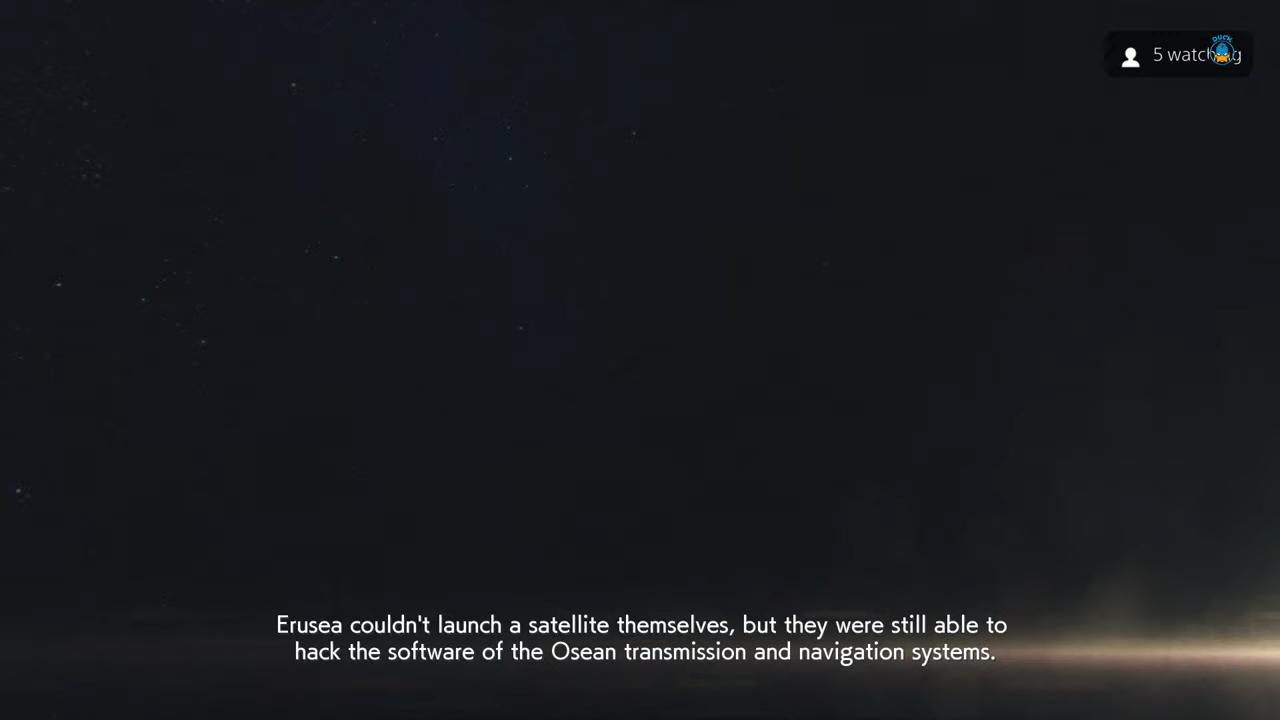 DUCK
5 watching
Erusea couldn't launch a satellite themselves, but they were still able to
hack the software of the Osean transmission and navigation systems.